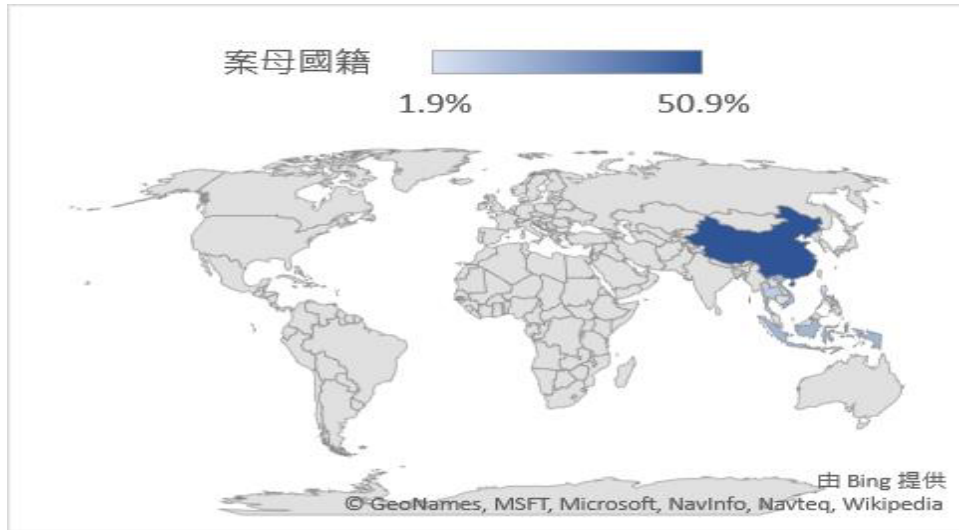 案母國籍
1.9% 50.9%
由 Bing 提供
© GeoNames, MSFT, Microsoft, NavInfo, Navteq, Wikipedia